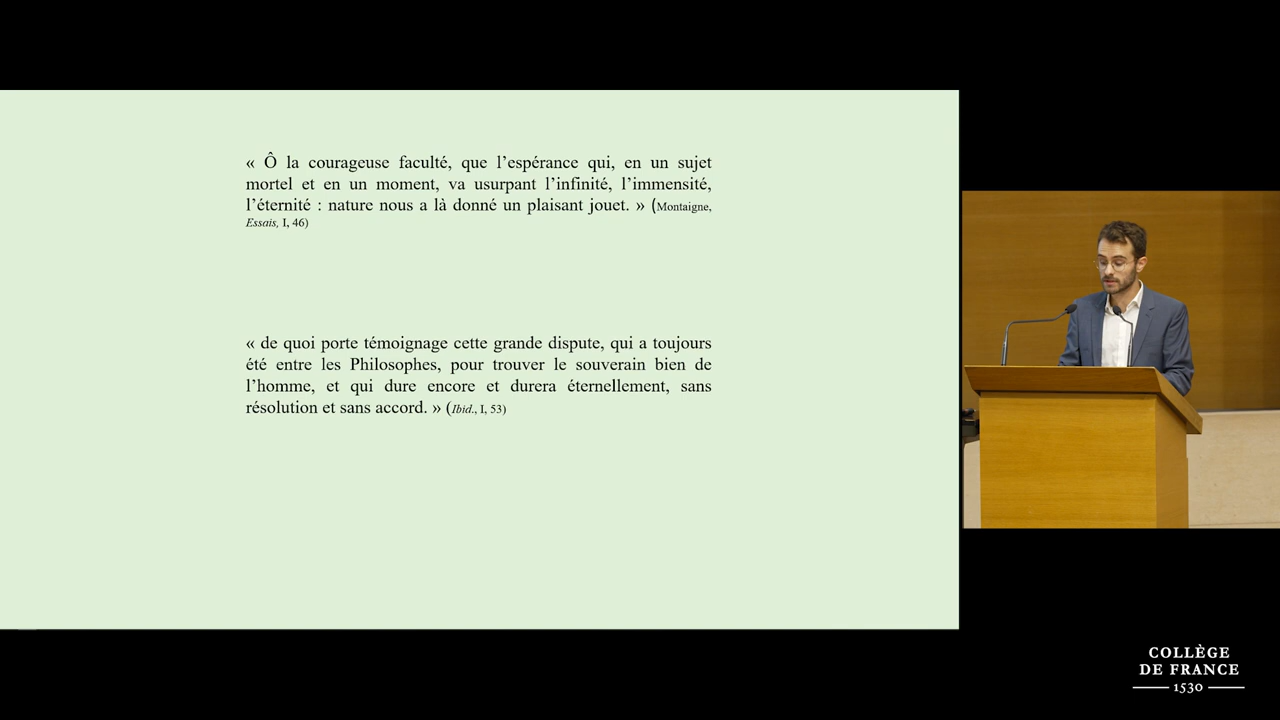 « Ô la courageuse faculté, que l’espérance qui, en un sujet
mortel et en un moment, va usurpant l’infinité, l’immensité,
l’éternité : nature nous a là donné un plaisant jouet. » (Montaigne,
Essais, I, 46)
« de quoi porte témoignage cette grande dispute, qui a toujours
été entre les Philosophes, pour trouver le souverain bien de
l’homme, et qui dure encore et durera éternellement, sans
résolution et sans accord. » (Ibid., I, 53)
COLLÈGE
DE FRANCE
1530